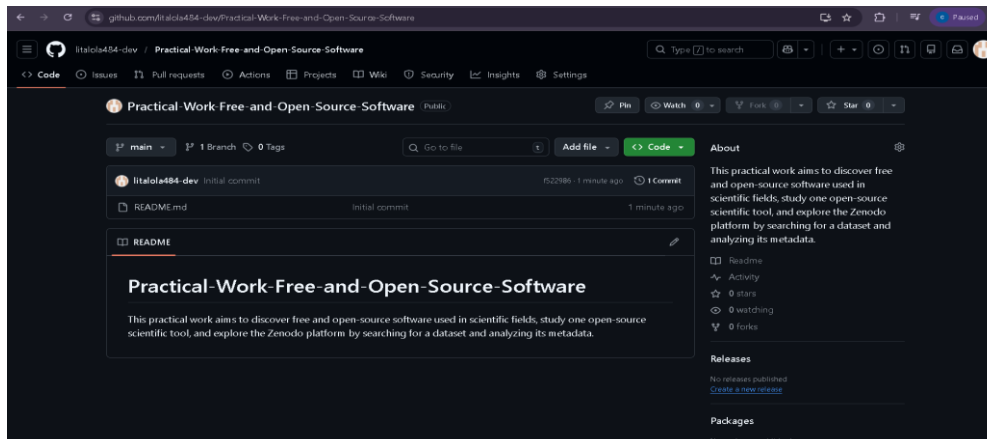 github.com/litalola484-dev/Practical-Work-Free-and-Open-Source-Software
Paused
litalola484-dev / Practical-Work-Free-and-Open-Source-Software
Type / to search
Code Issues Pull requests Actions Projects Wiki Security Insights Settings
Practical-Work-Free-and-Open-Source-Software Public
Pin Watch 0 Fork 0 Star 0
main 1 Branch 0 Tags
Go to file t Add file Code
litalola484-dev Initial commit
f522986 · 1 minute ago 1 Commit
README.md Initial commit 1 minute ago
README
Practical-Work-Free-and-Open-Source-Software
This practical work aims to discover free and open-source software used in scientific fields, study one open-source
scientific tool, and explore the Zenodo platform by searching for a dataset and analyzing its metadata.
About
This practical work aims to discover free
and open-source software used in
scientific fields, study one open-source
scientific tool, and explore the Zenodo
platform by searching for a dataset and
analyzing its metadata.
Readme
Activity
0 stars
0 watching
0 forks
Releases
No releases published
Create a new release
Packages